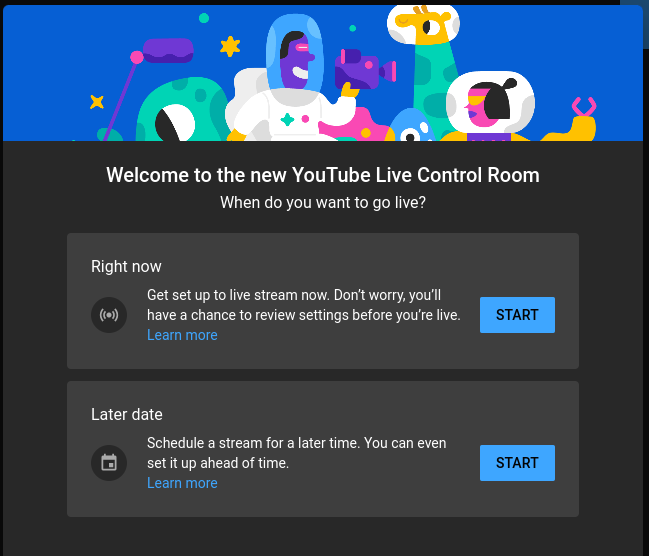 Welcome to the new YouTube Live Control Room
When do you want to go live?
Right now
Get set up to live stream now. Don’t worry, you’ll
have a chance to review settings before you’re live.
Learn more
START
Later date
Schedule a stream for a later time. You can even
set it up ahead of time.
Learn more
START